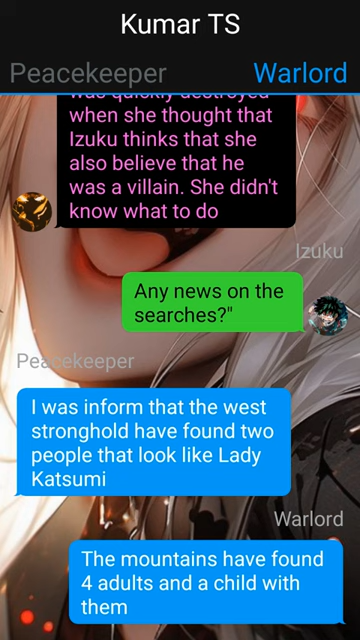 Kumar TS
Peacekeeper
Warlord
was quickly destroyed
when she thought that
Izuku thinks that she
also believe that he
was a villain. She didn't
know what to do
Izuku
Any news on the
searches?"
Peacekeeper
I was inform that the west
stronghold have found two
people that look like Lady
Katsumi
Warlord
The mountains have found
4 adults and a child with
them